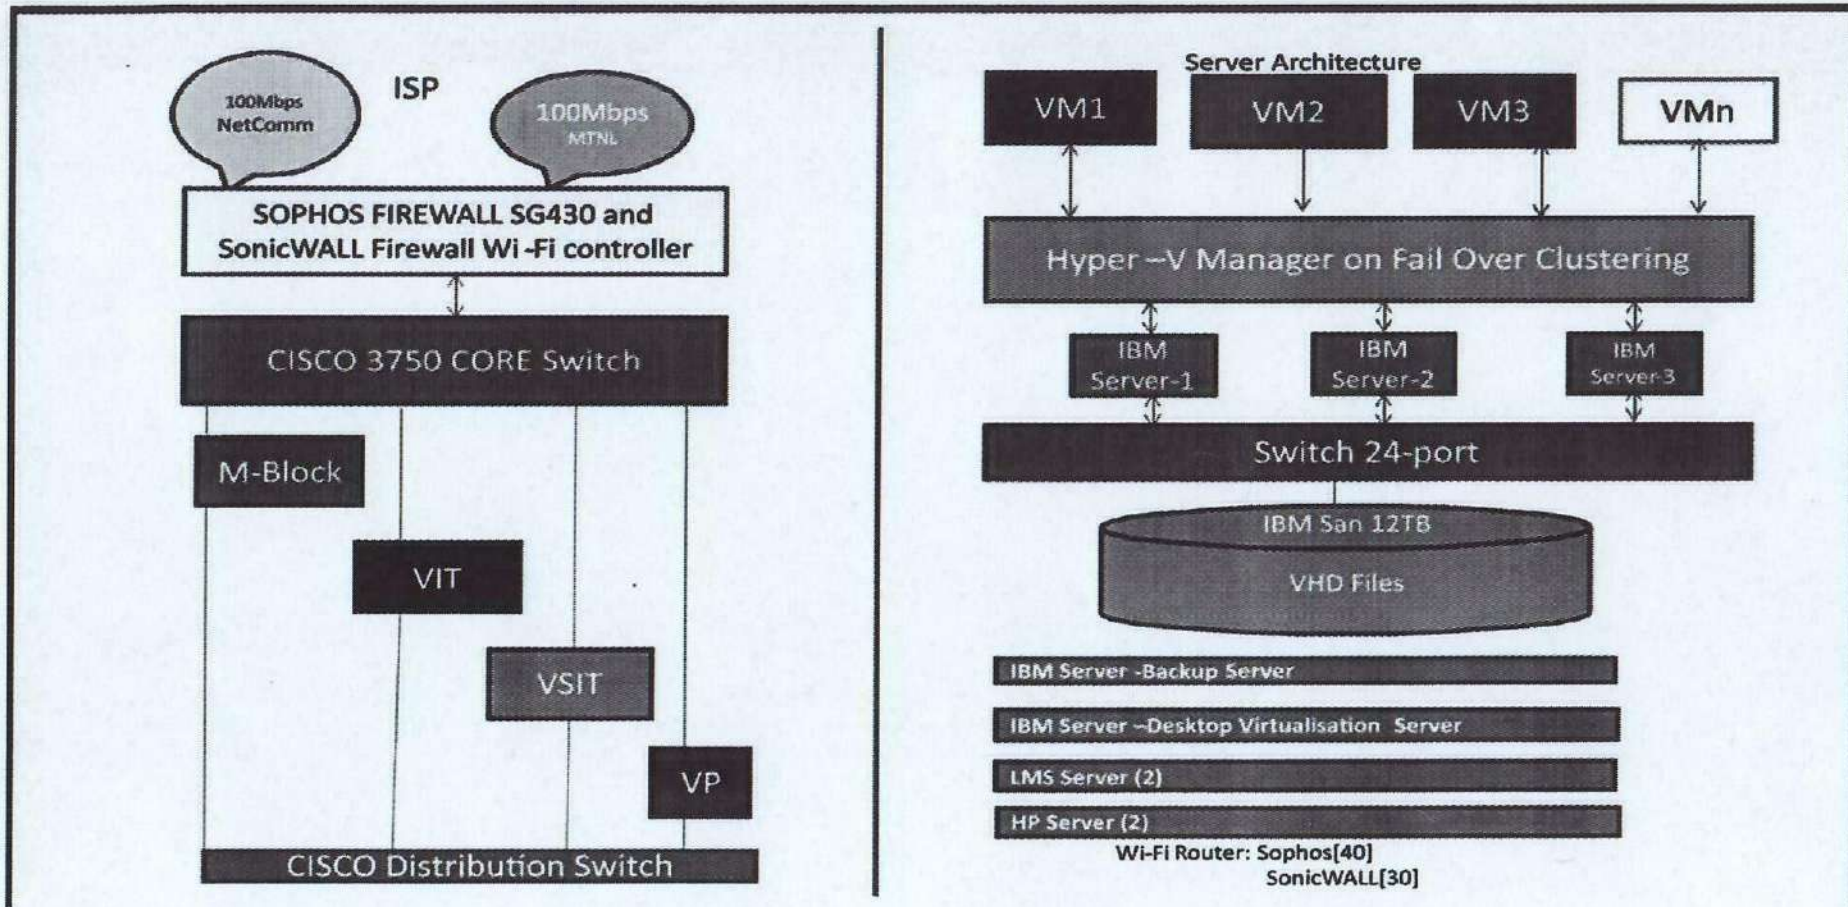 100Mbps
NetComm
ISP
100Mbps
MTNL
SOPHOS FIREWALL SG430 and
SonicWALL Firewall Wi-Fi controller
CISCO 3750 CORE Switch
M-Block
VIT
VSIT
VP
CISCO Distribution Switch
Server Architecture
VM1
VM2
VM3
VMn
Hyper –V Manager on Fail Over Clustering
IBM
Server-1
IBM
Server-2
IBM
Server-3
Switch 24-port
IBM San 12TB
VHD Files
IBM Server -Backup Server
IBM Server –Desktop Virtualisation Server
LMS Server (2)
HP Server (2)
Wi-Fi Router: Sophos[40]
SonicWALL[30]